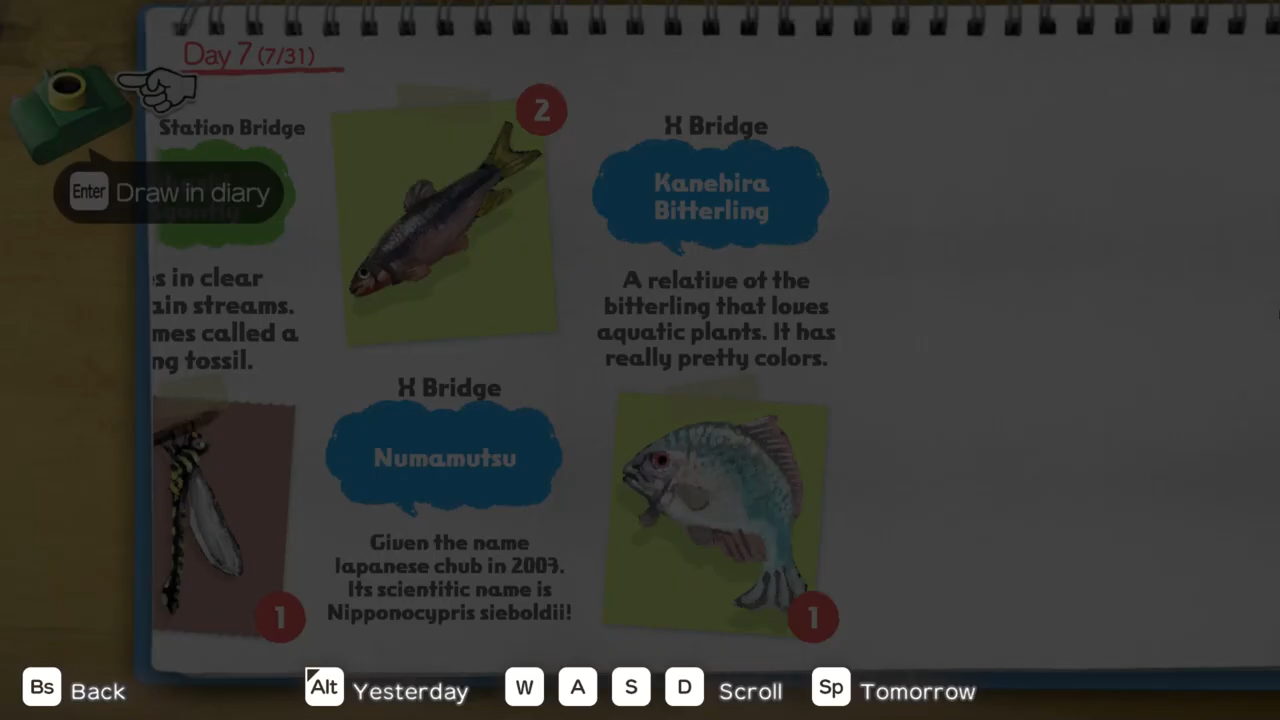 Day 7 (7/31)
Station Bridge
Enter Draw in diary
s in clear
ain streams.
mes called a
ng fossil.
1
2
X Bridge
Numamutsu
Given the name
Japanese chub in 2003.
Its scientific name is
Nipponocypris sieboldii!
X Bridge
Kanehira
Bitterling
A relative of the
bitterling that loves
aquatic plants. It has
really pretty colors.
1
Bs Back
Alt Yesterday
W A S D Scroll
Sp Tomorrow